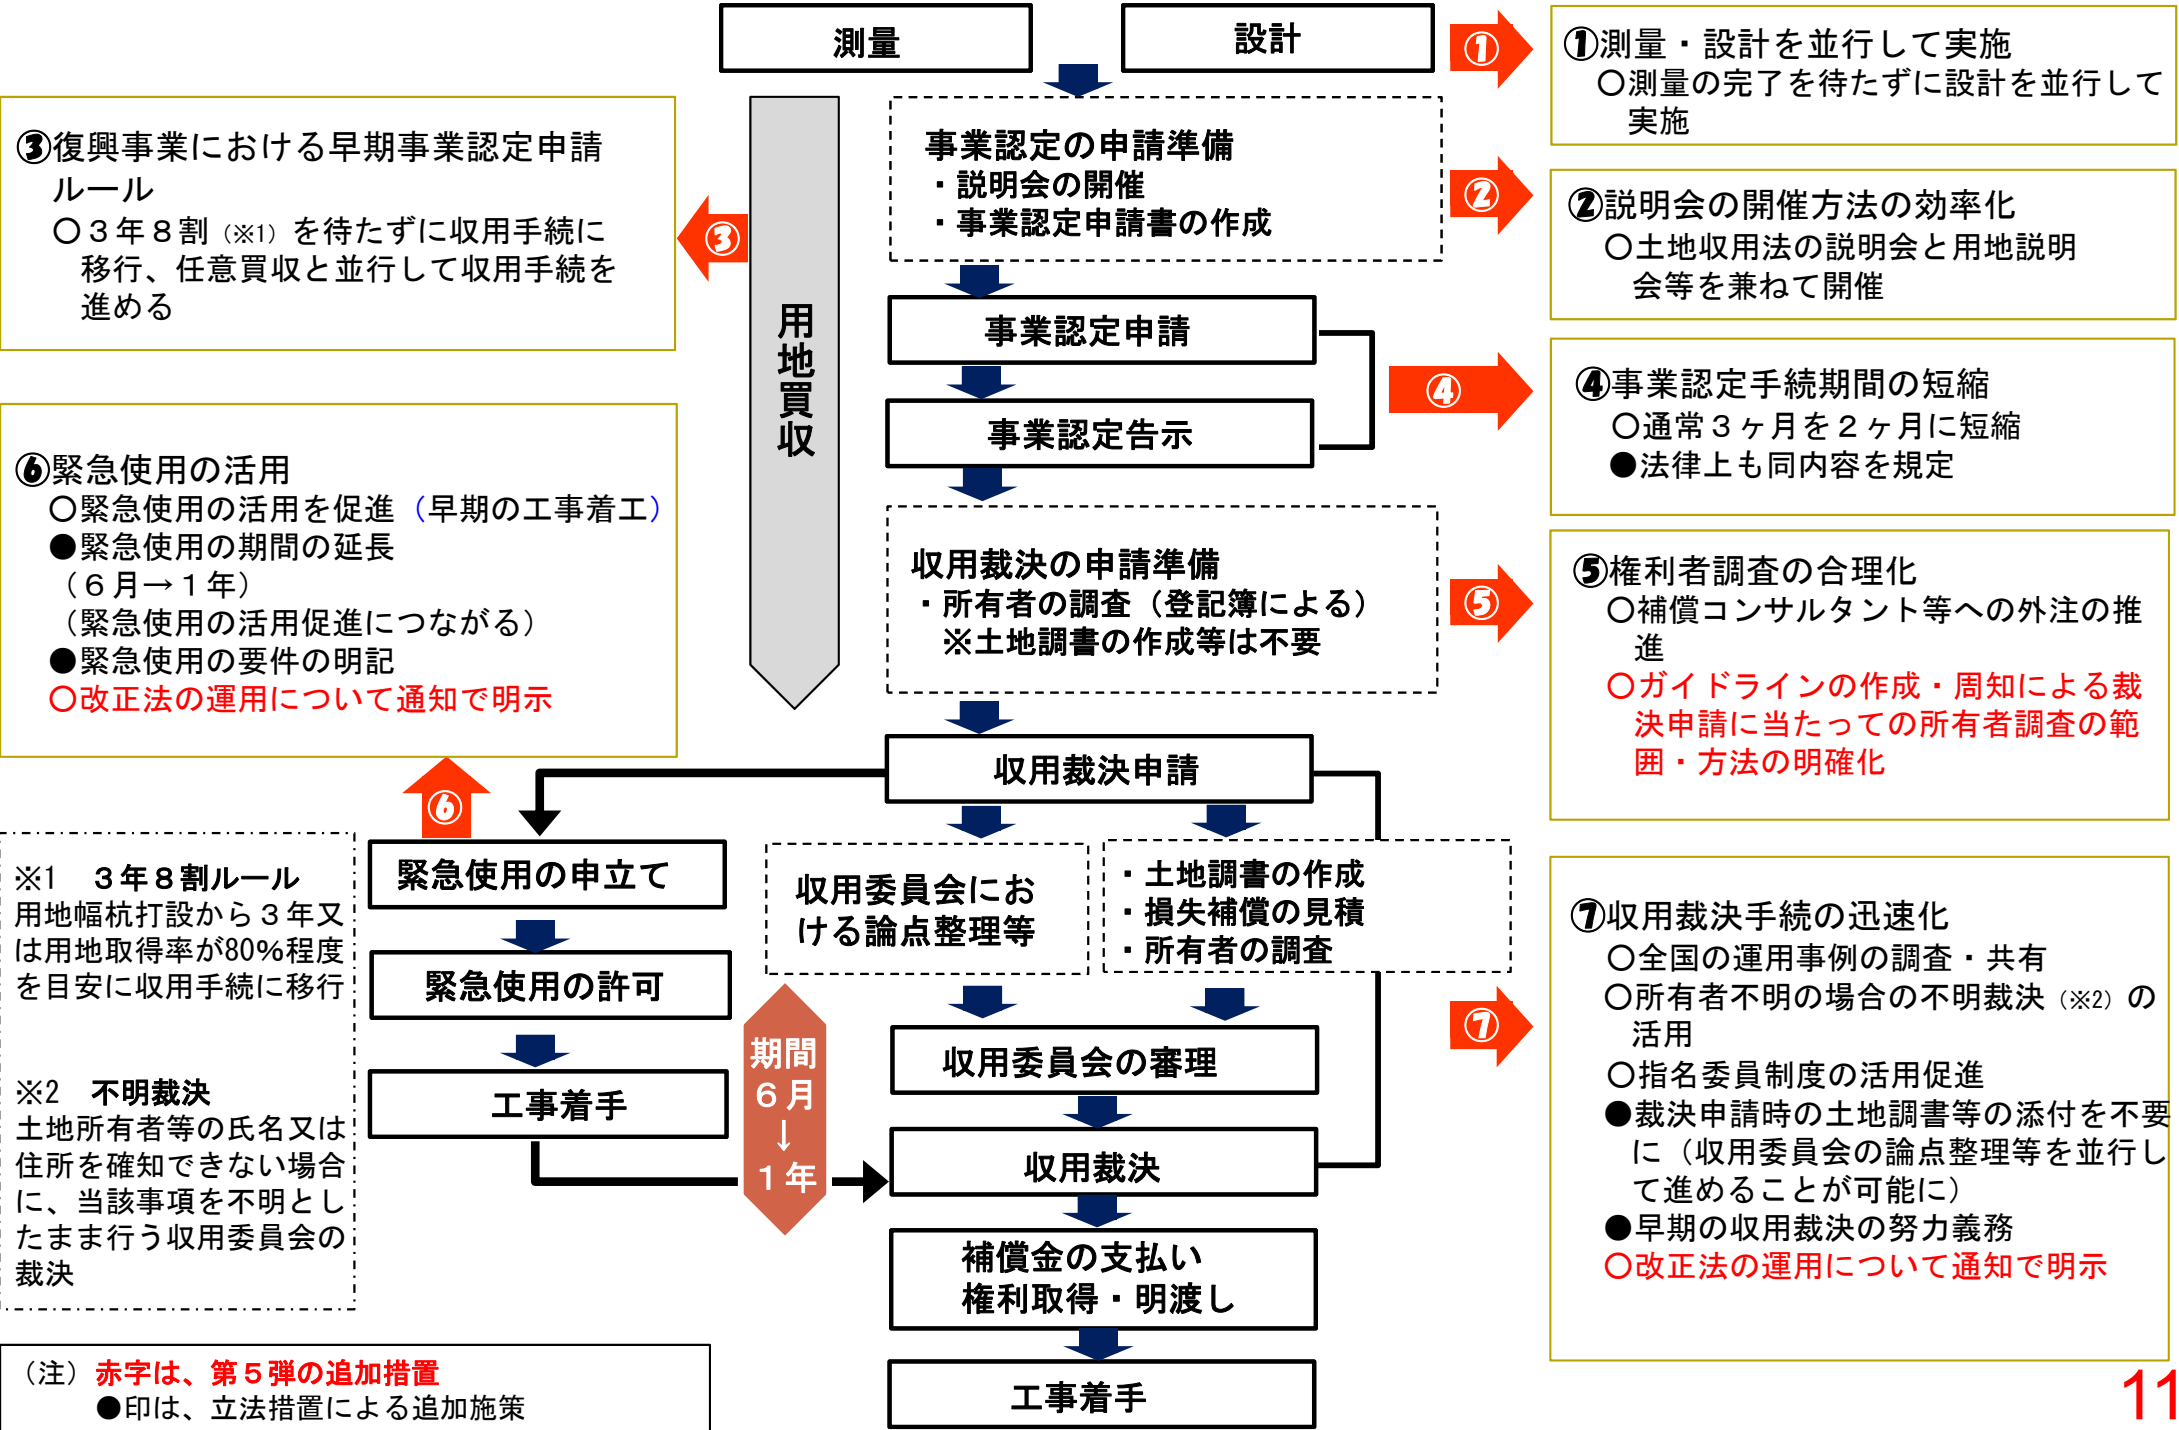 測量
設計
①
①測量・設計を並行して実施
○測量の完了を待たずに設計を並行して
実施
③復興事業における早期事業認定申請
ルール
○３年８割（※1）を待たずに収用手続に
移行、任意買収と並行して収用手続を
進める
③
用地買収
事業認定の申請準備
・説明会の開催
・事業認定申請書の作成
②
②説明会の開催方法の効率化
○土地収用法の説明会と用地説明
会等を兼ねて開催
事業認定申請
事業認定告示
④
④事業認定手続期間の短縮
○通常３ヶ月を２ヶ月に短縮
●法律上も同内容を規定
⑥緊急使用の活用
○緊急使用の活用を促進（早期の工事着工）
●緊急使用の期間の延長
（６月→１年）
（緊急使用の活用促進につながる）
●緊急使用の要件の明記
○改正法の運用について通知で明示
収用裁決の申請準備
・所有者の調査（登記簿による）
※土地調書の作成等は不要
⑤
⑤権利者調査の合理化
○補償コンサルタント等への外注の推
進
○ガイドラインの作成・周知による裁
決申請に当たっての所有者調査の範
囲・方法の明確化
収用裁決申請
⑥
緊急使用の申立て
緊急使用の許可
工事着手
収用委員会にお
ける論点整理等
・土地調書の作成
・損失補償の見積
・所有者の調査
期間
６月
↓
１年
収用委員会の審理
収用裁決
補償金の支払い
権利取得・明渡し
工事着手
⑦
⑦収用裁決手続の迅速化
○全国の運用事例の調査・共有
○所有者不明の場合の不明裁決（※2）の
活用
○指名委員制度の活用促進
●裁決申請時の土地調書等の添付を不要
に（収用委員会の論点整理等を並行し
て進めることが可能に）
●早期の収用裁決の努力義務
○改正法の運用について通知で明示
※1　３年８割ルール
用地幅杭打設から３年又
は用地取得率が80％程度
を目安に収用手続に移行
※2　不明裁決
土地所有者等の氏名又は
住所を確知できない場合
に、当該事項を不明とし
たまま行う収用委員会の
裁決
（注）赤字は、第５弾の追加措置
●印は、立法措置による追加施策
11